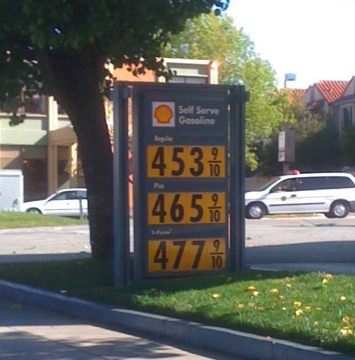 Self Serve
Gasoline
Regular
453 9/10
Plus
465 9/10
V-Power
477 9/10